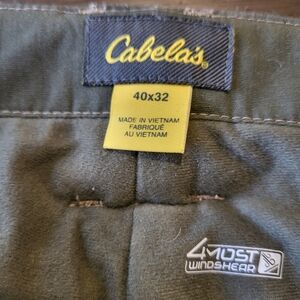 Cabela's
40x32
MADE IN VIETNAM
FABRIQUÉ
AU VIETNAM
4MOST
WINDSHEAR